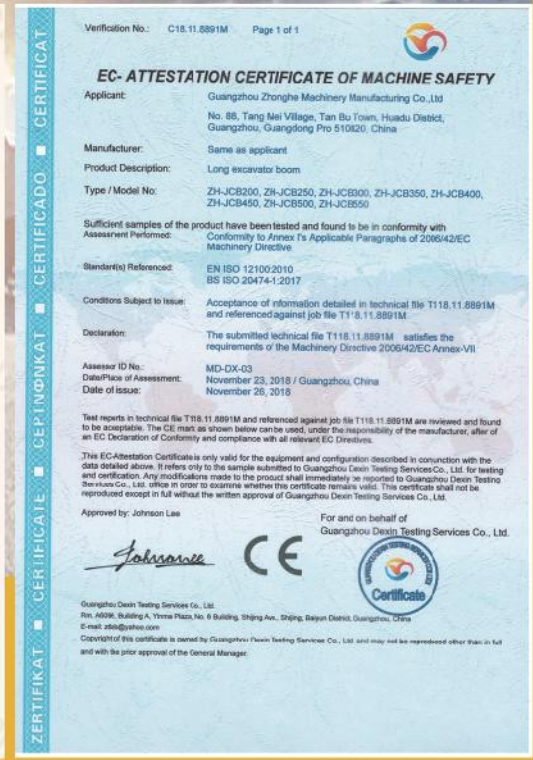 Verification No.: C18.11.8891M Page 1 of 1
EC- ATTESTATION CERTIFICATE OF MACHINE SAFETY
Applicant: Guangzhou Zhonghe Machinery Manufacturing Co.,Ltd
No. 88, Tang Mei Village, Tan Bu Town, Huadu District,
Guangzhou, Guangdong Pro 510820, China
Manufacturer: Same as applicant
Product Description: Long excavator boom
Type / Model No: ZH-JCB200, ZH-JCB250, ZH-JCB300, ZH-JCB350, ZH-JCB400,
ZH-JCB450, ZH-JCB500, ZH-JCB550
Sufficient samples of the product have been tested and found to be in conformity with
Assessment Performed: Conformity to Annex I's Applicable Paragraphs of 2006/42/EC
Machinery Directive
Standard(s) Referenced: EN ISO 12100:2010
BS ISO 20474-1:2017
Conditions Subject to Issue: Acceptance of information detailed in technical file T118.11.8891M
and referenced against job file T118.11.8891M
Declaration: The submitted technical file T118.11.8891M satisfies the
requirements of the Machinery Directive 2006/42/EC Annex-VII
Assessor ID No.: MD-DX-03
Date/Place of Assessment: November 23, 2018 / Guangzhou, China
Date of issue: November 26, 2018
Test reports in technical file T118.11.8891M and referenced against job file T118.11.8891M are reviewed and found
to be acceptable. The CE mark as shown below can be used, under the responsibility of the manufacturer, after of
an EC Declaration of Conformity and compliance with all relevant EC Directives.
This EC-Attestation Certificate is only valid for the equipment and configuration described in conjunction with the
data detailed above. It refers only to the sample submitted to Guangzhou Dexin Testing Services Co., Ltd. for testing
and certification. Any modifications made to the product shall immediately be reported to Guangzhou Dexin Testing
Services Co., Ltd. office in order to examine whether this certificate remains valid. This certificate shall not be
reproduced except in full without the written approval of Guangzhou Dexin Testing Services Co., Ltd.
Approved by: Johnson Lee
For and on behalf of
Guangzhou Dexin Testing Services Co., Ltd.
CE
Certificate
Guangzhou Dexin Testing Services Co., Ltd.
Building A, Yinma Plaza, No. 6 Building, Shijing Ave., Shijing, Baiyun District, Guangzhou, China
E-mail:
Copyright of this certificate is owned by Guangzhou Dexin Testing Services Co., Ltd and may not be reproduced other than in full
and with the prior approval of the General Manager.
ZERTIFIKAT ■ CERTIFICATE ■ СЕРТИФИКАТ ■ CERTIFICADO ■ CERTIFICAT